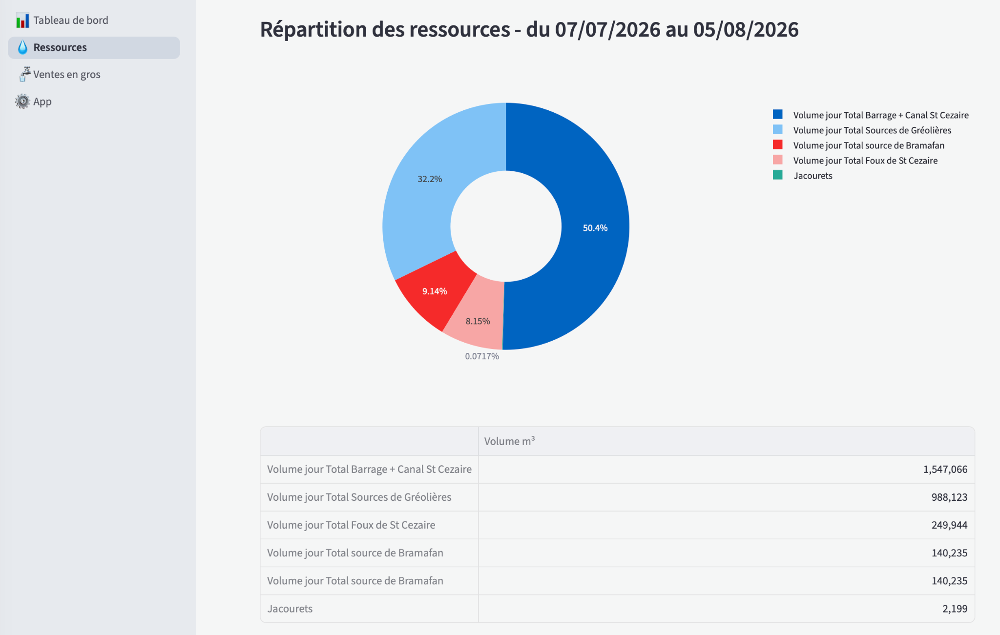 Tableau de bord
Ressources
Ventes en gros
App
Répartition des ressources - du 07/07/2026 au 05/08/2026
Volume jour Total Barrage + Canal St Cezaire
Volume jour Total Sources de Gréolières
Volume jour Total source de Bramafan
Volume jour Total Foux de St Cezaire
Jacourets
32.2%
50.4%
9.14%
8.15%
0.0717%
Volume m³
Volume jour Total Barrage + Canal St Cezaire 1,547,066
Volume jour Total Sources de Gréolières 988,123
Volume jour Total Foux de St Cezaire 249,944
Volume jour Total source de Bramafan 140,235
Volume jour Total source de Bramafan 140,235
Jacourets 2,199